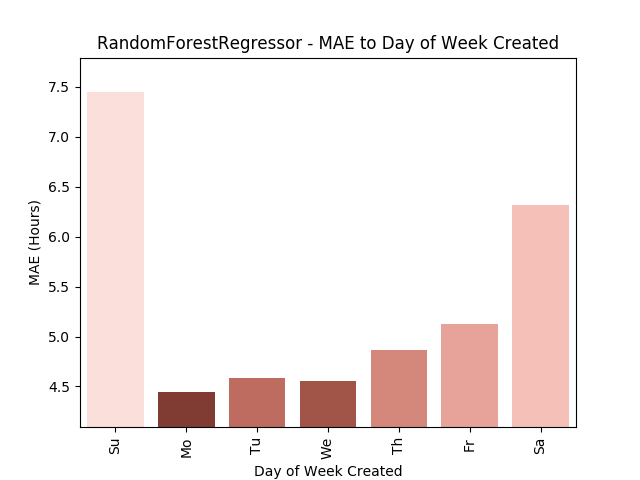 RandomForestRegressor - MAE to Day of Week Created
MAE (Hours)
7.5
7.0
6.5
6.0
5.5
5.0
4.5
Su
Mo
Tu
We
Th
Fr
Sa
Day of Week Created